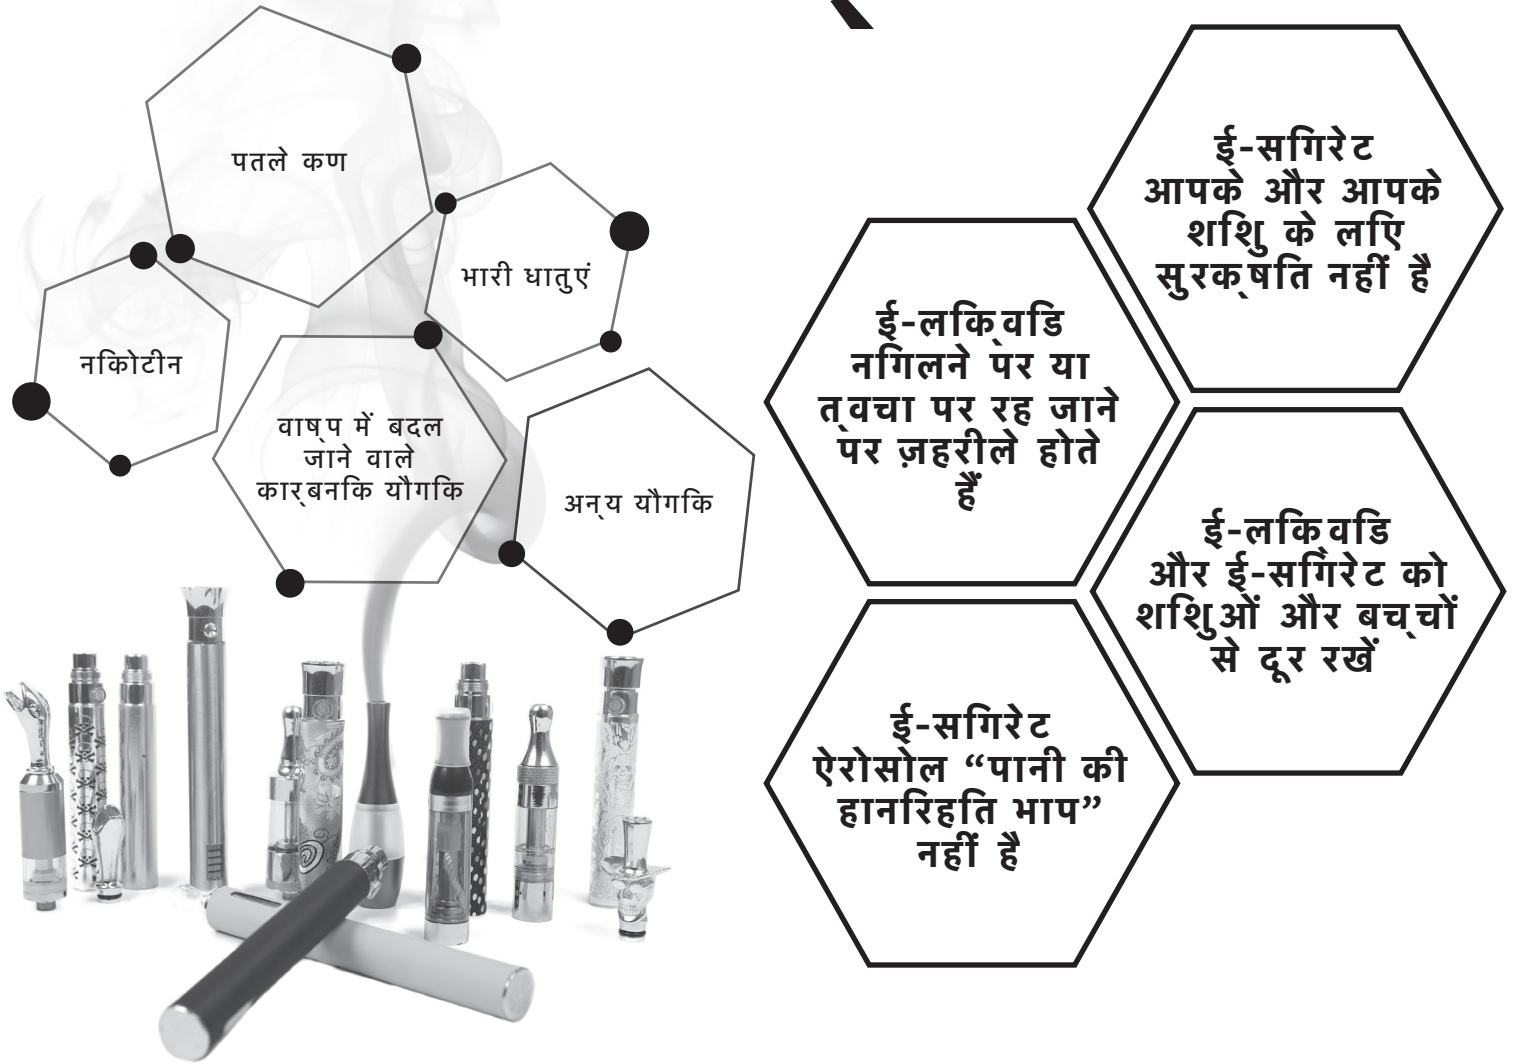 पतले कण
भारी धातुएं
नकिोटीन
वाष्प में बदल
जाने वाले
कार्बनकि यौगकि
अन्य यौगकि
ई-सगिरेट
आपके और आपके
शशिु के लएि
सुरक्षति नहीं है
ई-लकि्वडि
नगिलने पर या
त्वचा पर रह जाने
पर ज़हरीले होते
हैं
ई-लकि्वडि
और ई-सगिरेट को
शशिुओं और बच्चों
से दूर रखें
ई-सगिरेट
ऐरोसोल “पानी की
हानरिहति भाप”
नहीं है